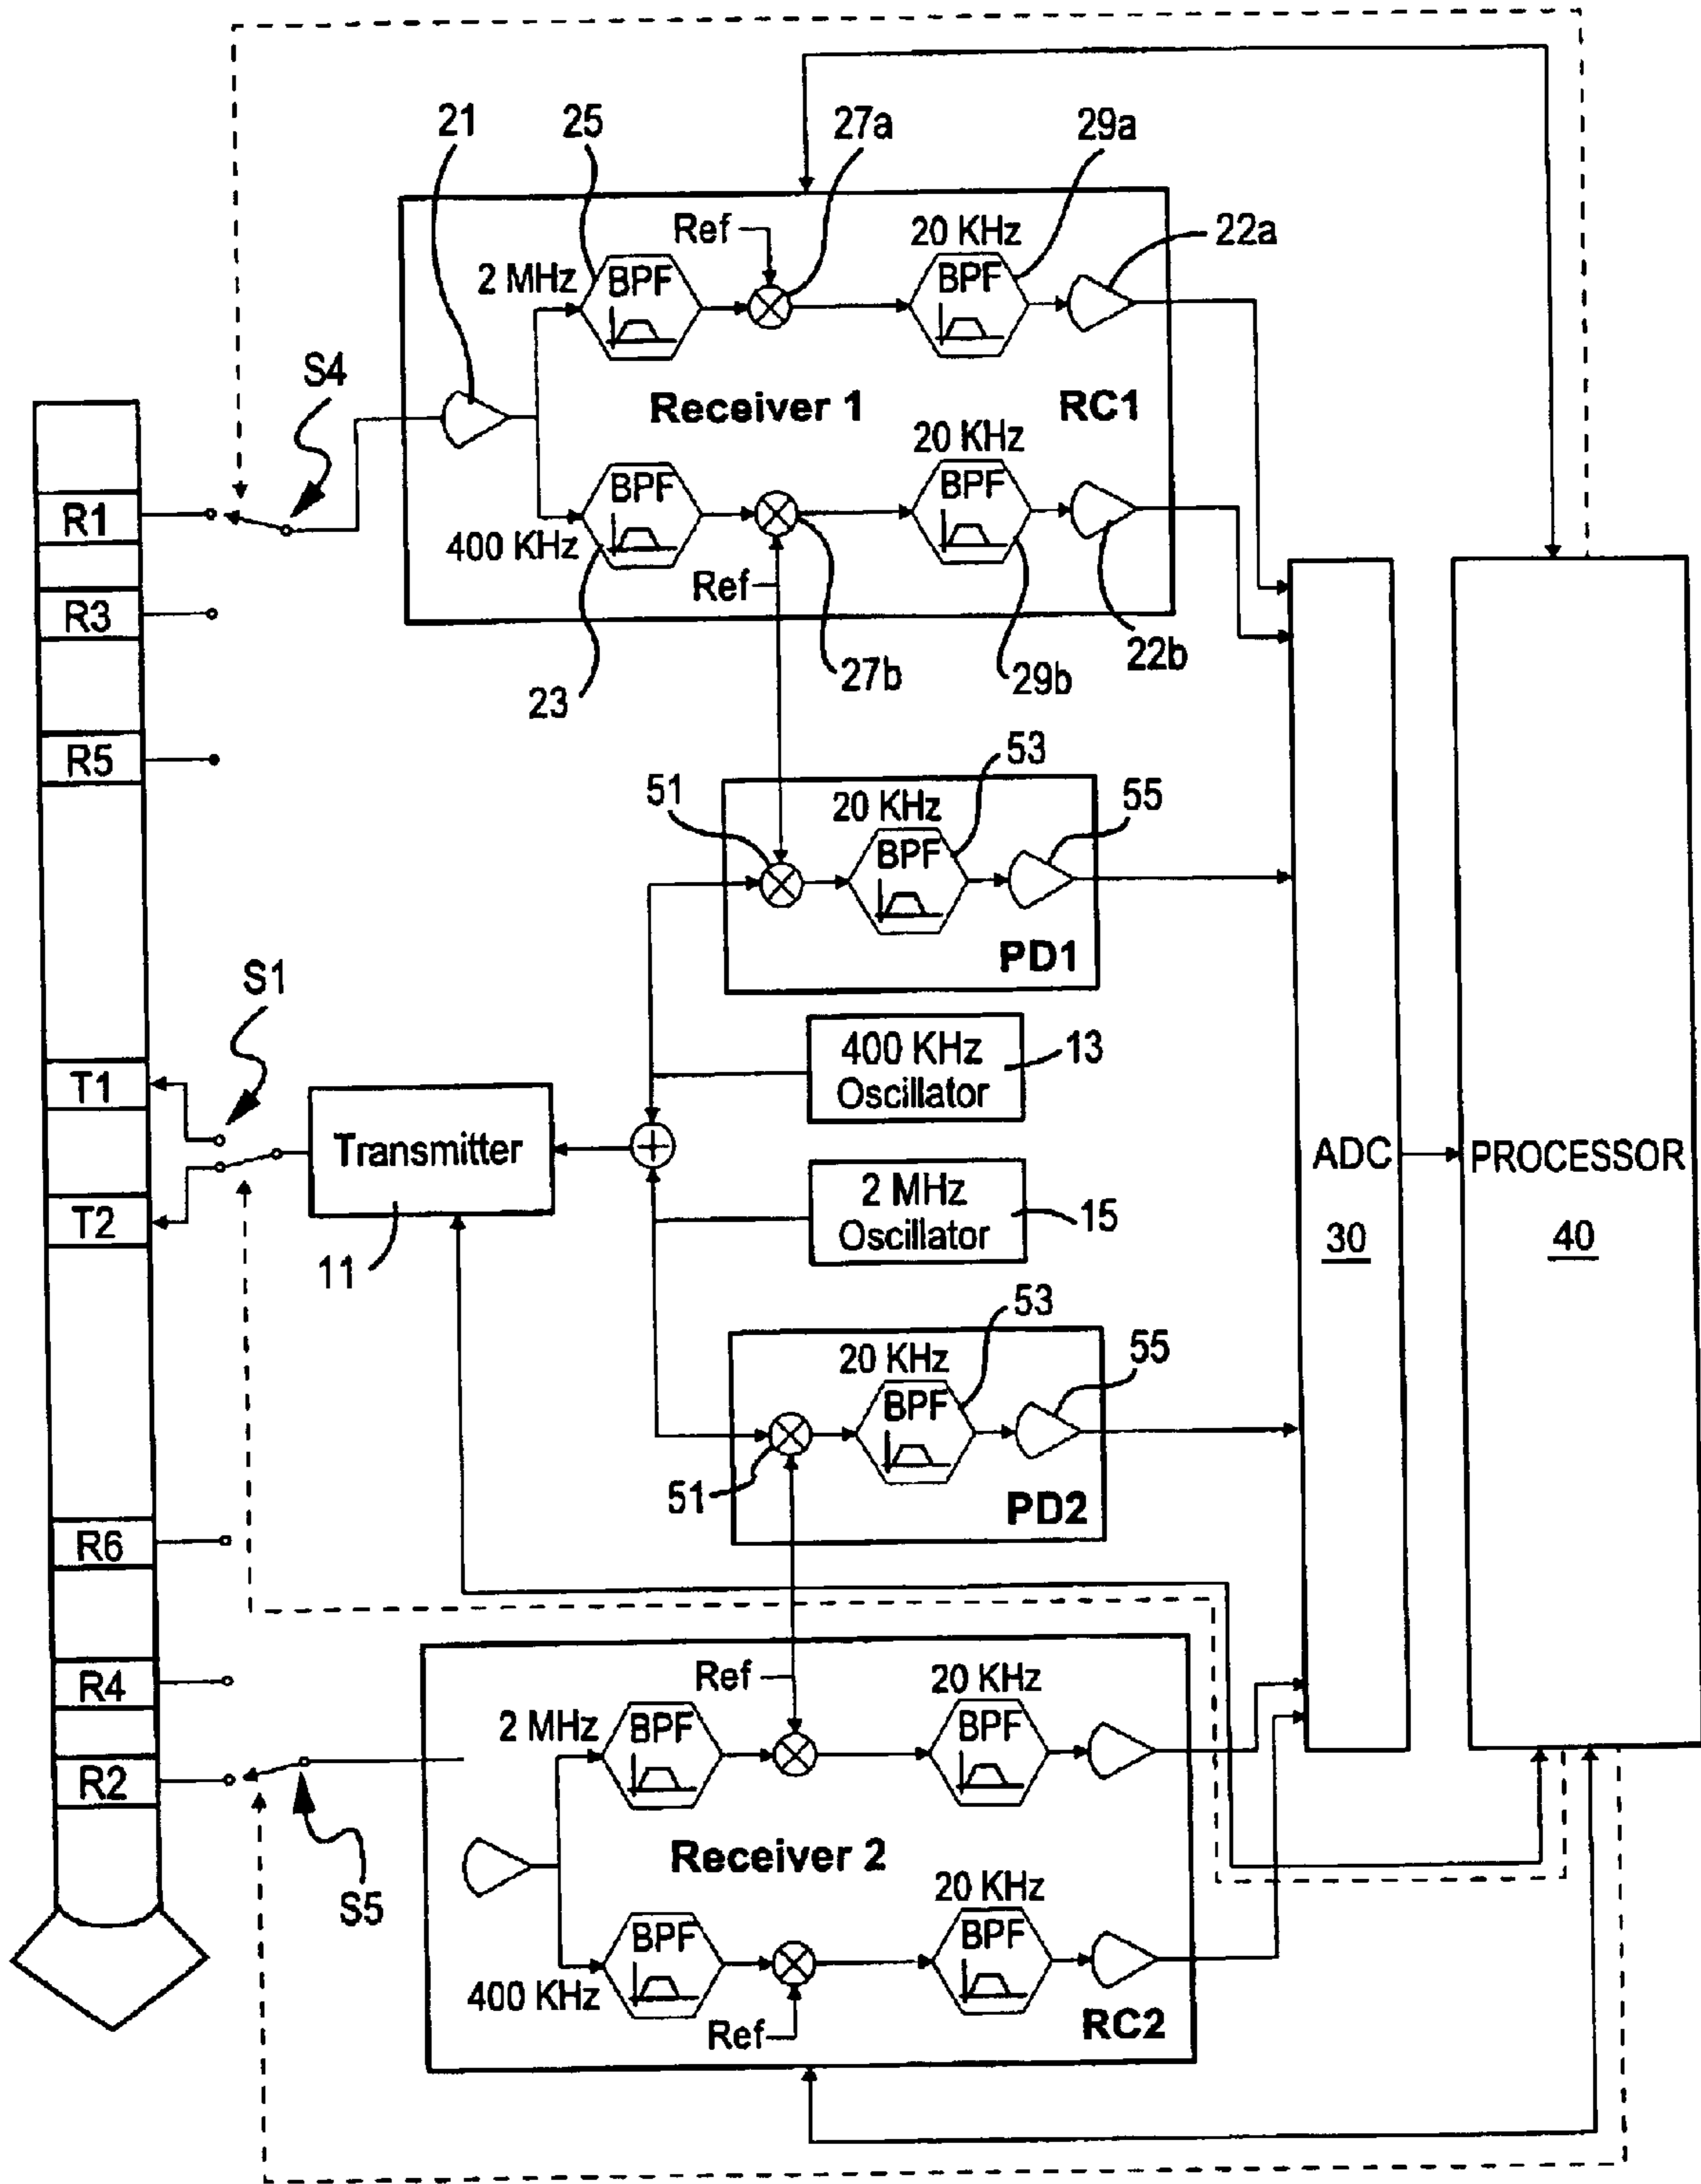 21
25
27a
29a
Ref
20 KHz
22a
2 MHz
BPF
BPF
S4
Receiver 1
RC1
20 KHz
BPF
BPF
R1
400 KHz
Ref
R3
22b
27b
29b
23
R5
53
51
20 KHz
55
BPF
PD1
S1
400 KHz
Oscillator
13
T1
Transmitter
ADC
PROCESSOR
2 MHz
Oscillator
15
T2
30
40
11
53
20 KHz
55
BPF
51
PD2
R6
Ref
20 KHz
R4
2 MHz
BPF
BPF
R2
Receiver 2
S5
20 KHz
BPF
BPF
400 KHz
Ref
RC2